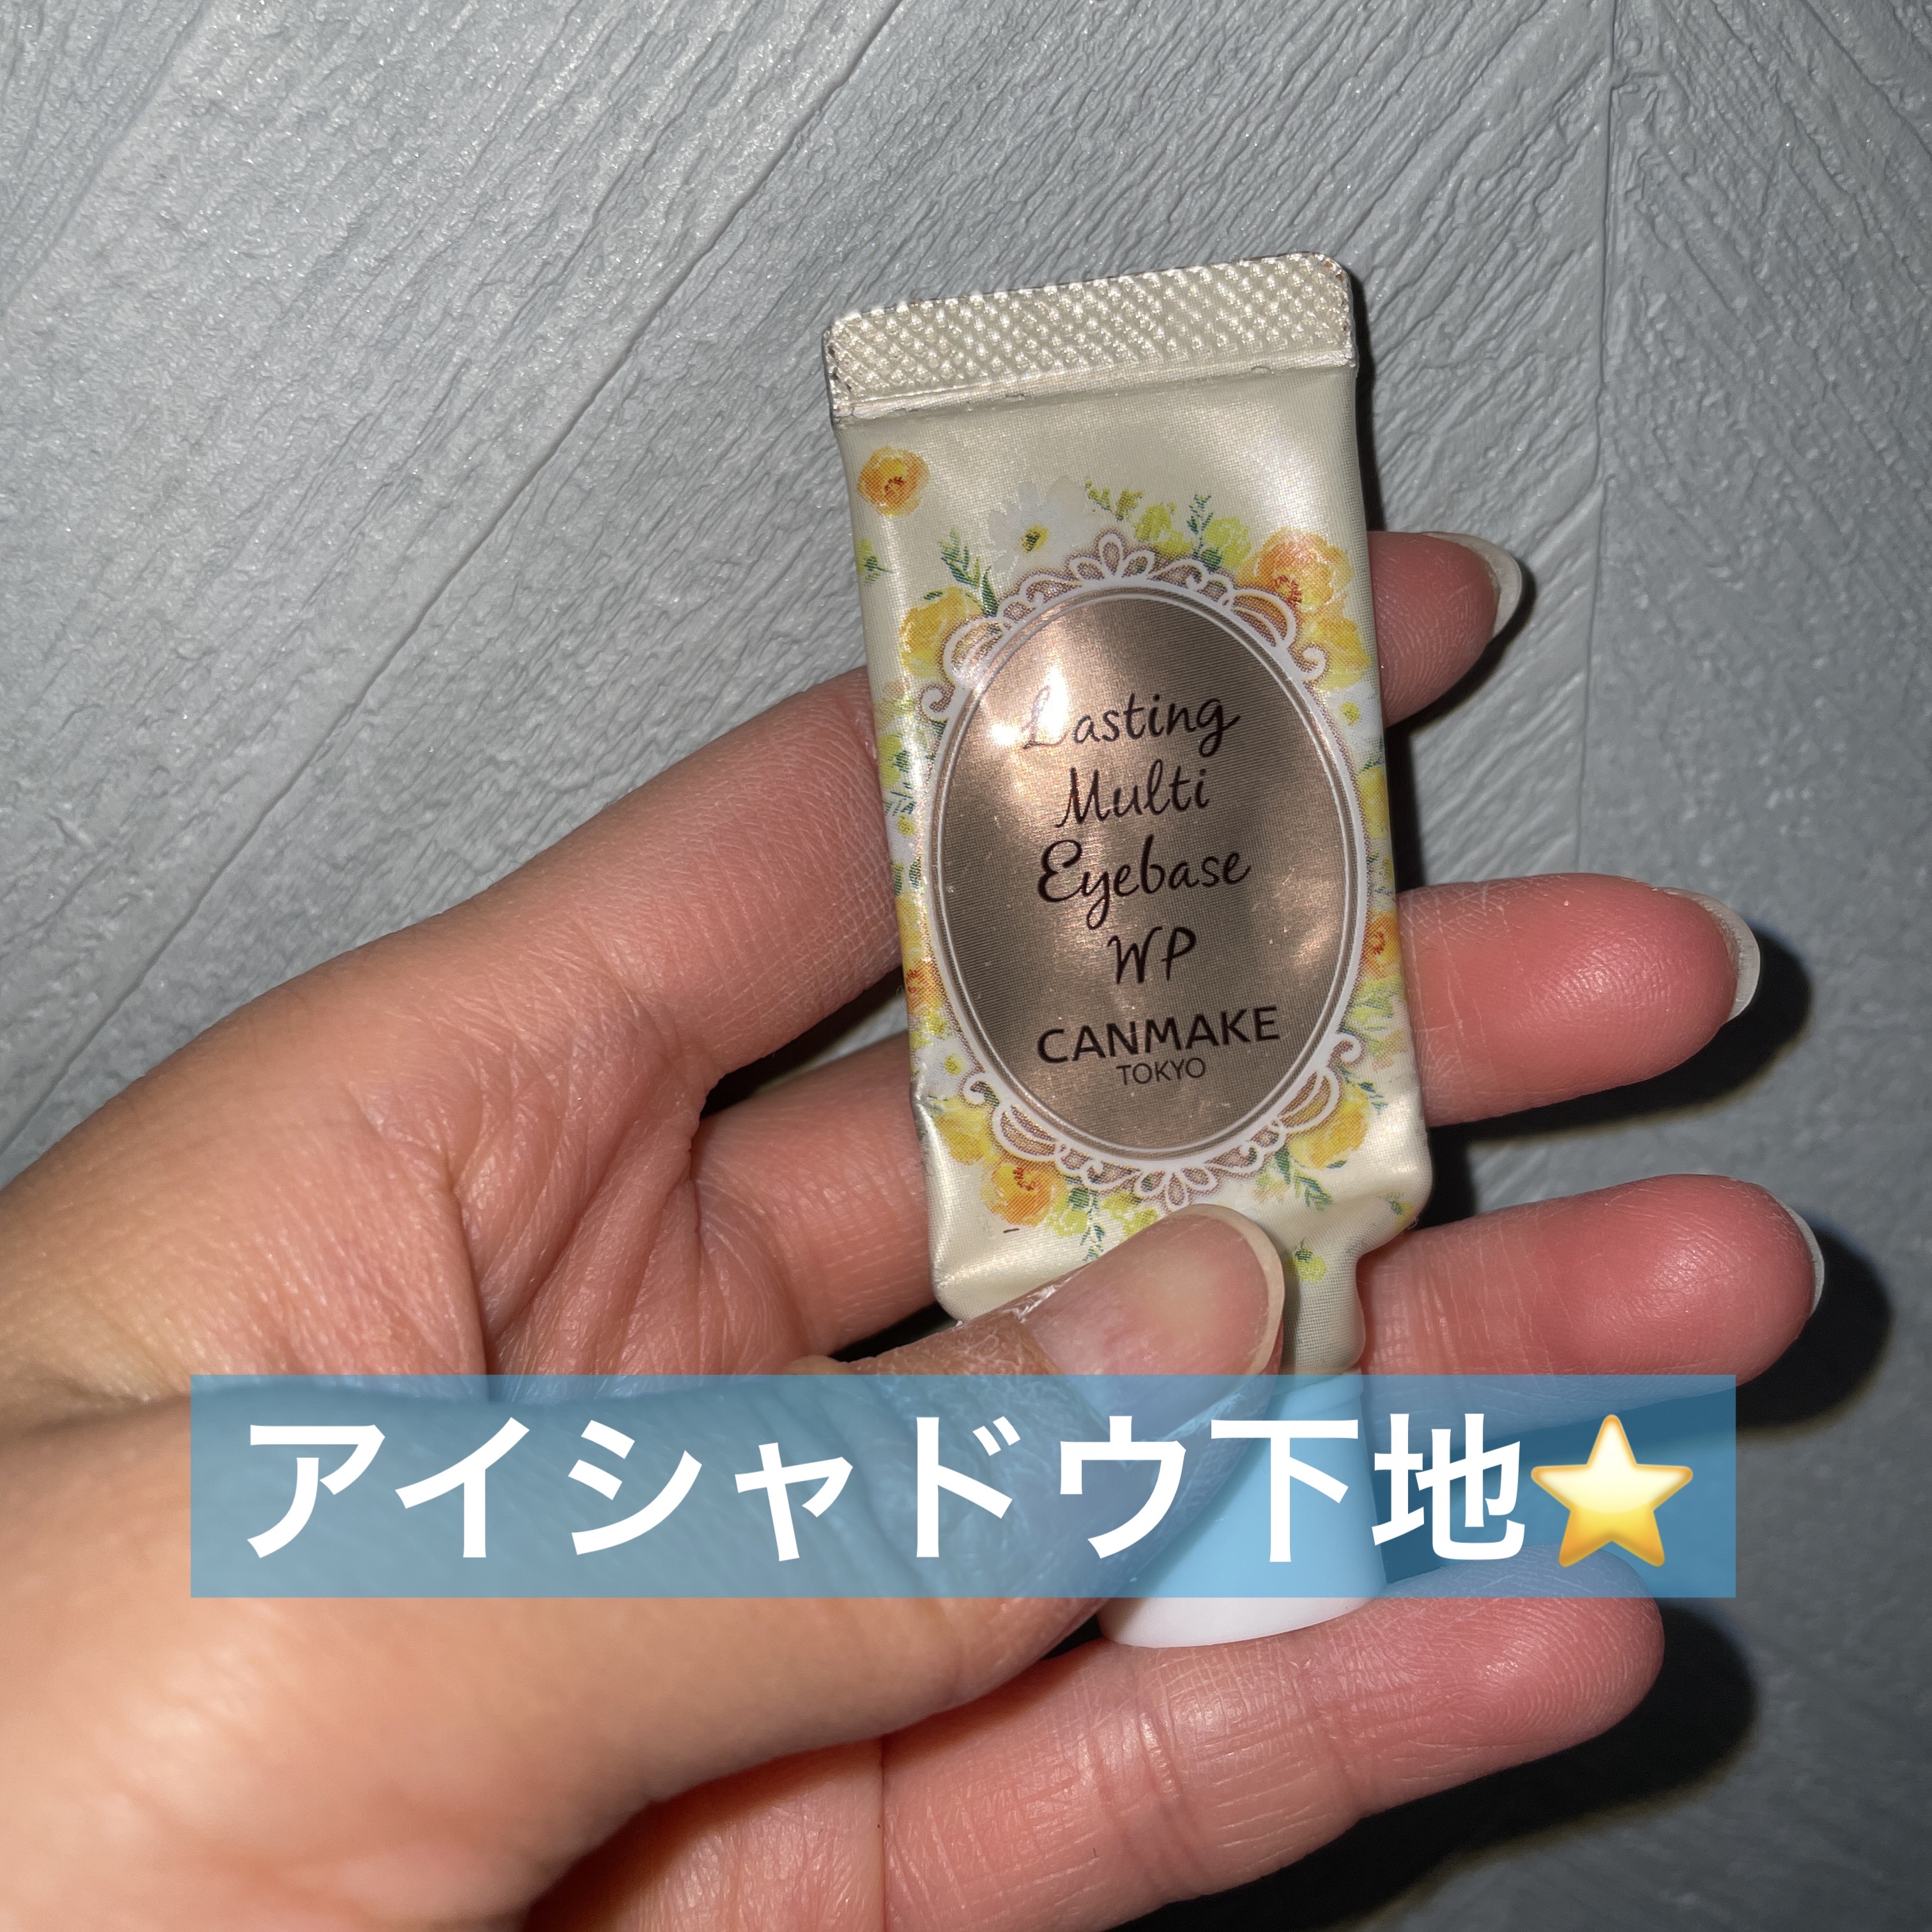 Lasting
Multi
Eyebase
WP
CANMAKE
TOKYO
アイシャドウ下地⭐